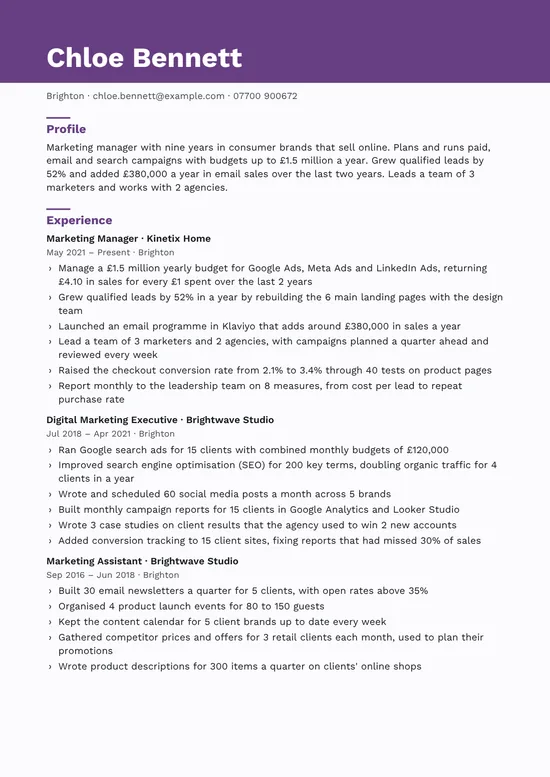 Chloe Bennett
Brighton · chloe.bennett@example.com · 07700 900672
Profile
Marketing manager with nine years in consumer brands that sell online. Plans and runs paid,
email and search campaigns with budgets up to £1.5 million a year. Grew qualified leads by
52% and added £380,000 a year in email sales over the last two years. Leads a team of 3
marketers and works with 2 agencies.
Experience
Marketing Manager · Kinetix Home
May 2021 – Present · Brighton
› Manage a £1.5 million yearly budget for Google Ads, Meta Ads and LinkedIn Ads, returning
£4.10 in sales for every £1 spent over the last 2 years
› Grew qualified leads by 52% in a year by rebuilding the 6 main landing pages with the design
team
› Launched an email programme in Klaviyo that adds around £380,000 in sales a year
› Lead a team of 3 marketers and 2 agencies, with campaigns planned a quarter ahead and
reviewed every week
› Raised the checkout conversion rate from 2.1% to 3.4% through 40 tests on product pages
› Report monthly to the leadership team on 8 measures, from cost per lead to repeat
purchase rate
Digital Marketing Executive · Brightwave Studio
Jul 2018 – Apr 2021 · Brighton
› Ran Google search ads for 15 clients with combined monthly budgets of £120,000
› Improved search engine optimisation (SEO) for 200 key terms, doubling organic traffic for 4
clients in a year
› Wrote and scheduled 60 social media posts a month across 5 brands
› Built monthly campaign reports for 15 clients in Google Analytics and Looker Studio
› Wrote 3 case studies on client results that the agency used to win 2 new accounts
› Added conversion tracking to 15 client sites, fixing reports that had missed 30% of sales
Marketing Assistant · Brightwave Studio
Sep 2016 – Jun 2018 · Brighton
› Built 30 email newsletters a quarter for 5 clients, with open rates above 35%
› Organised 4 product launch events for 80 to 150 guests
› Kept the content calendar for 5 client brands up to date every week
› Gathered competitor prices and offers for 3 retail clients each month, used to plan their
promotions
› Wrote product descriptions for 300 items a quarter on clients' online shops